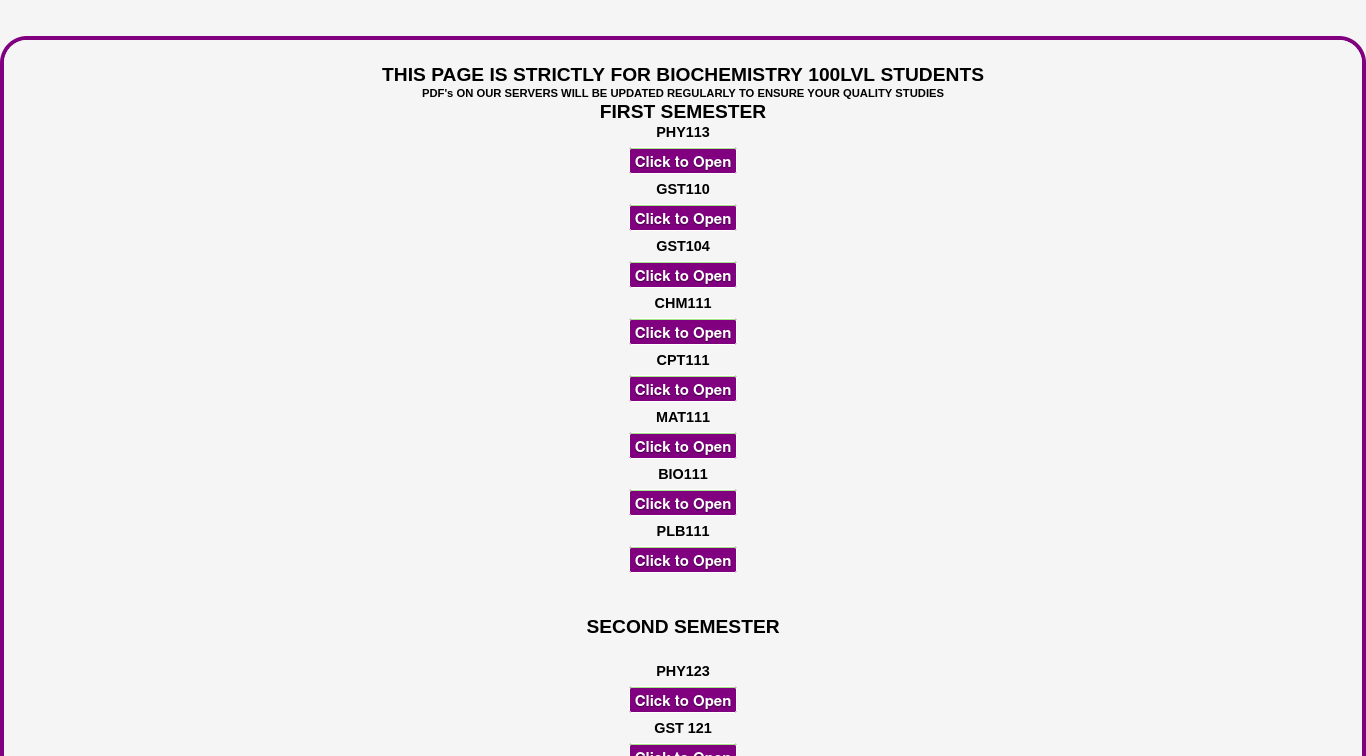 THIS PAGE IS STRICTLY FOR BIOCHEMISTRY 100LVL STUDENTS
PDF's ON OUR SERVERS WILL BE UPDATED REGULARLY TO ENSURE YOUR QUALITY STUDIES
FIRST SEMESTER
PHY113
Click to Open
GST110
Click to Open
GST104
Click to Open
CHM111
Click to Open
CPT111
Click to Open
MAT111
Click to Open
BIO111
Click to Open
PLB111
Click to Open
SECOND SEMESTER
PHY123
Click to Open
GST 121
Click to Open